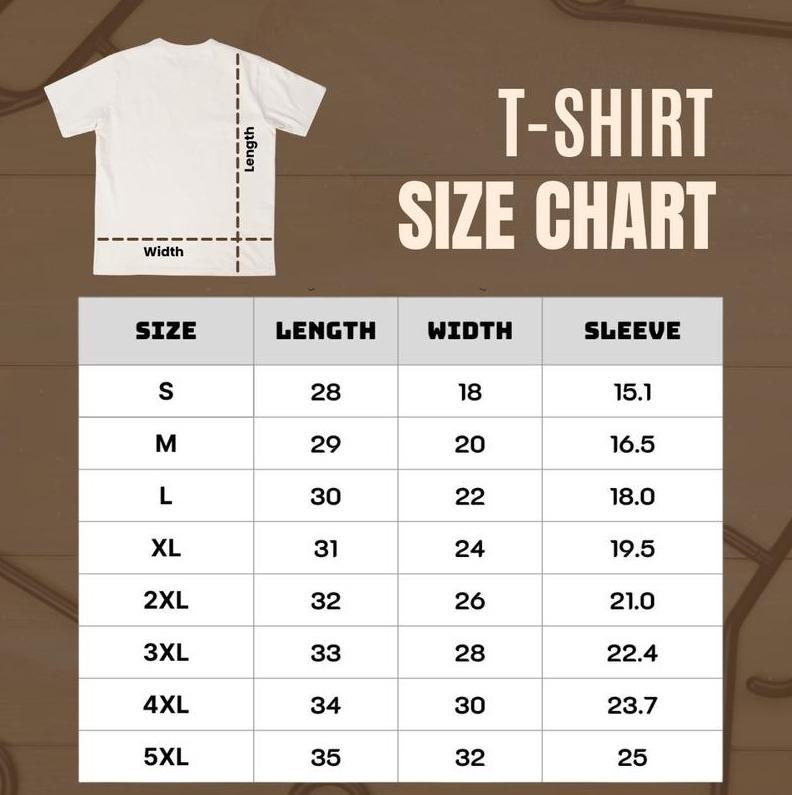 T-SHIRT
SIZE CHART
Length
Width
SIZE LENGTH WIDTH SLEEVE
S 28 18 15.1
M 29 20 16.5
L 30 22 18.0
XL 31 24 19.5
2XL 32 26 21.0
3XL 33 28 22.4
4XL 34 30 23.7
5XL 35 32 25